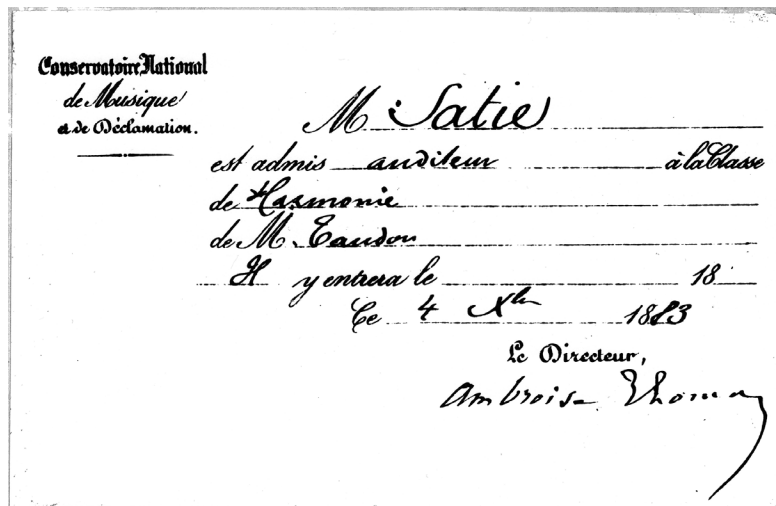 Conservatoire National
de Musique
et de Déclamation.
M. Satie
est admis auditeur à la Classe
de Harmonie
de M. Taudou
Il y entrera le 18
Ce 4 Xbre 1883
Le Directeur,
Ambroise Thomas